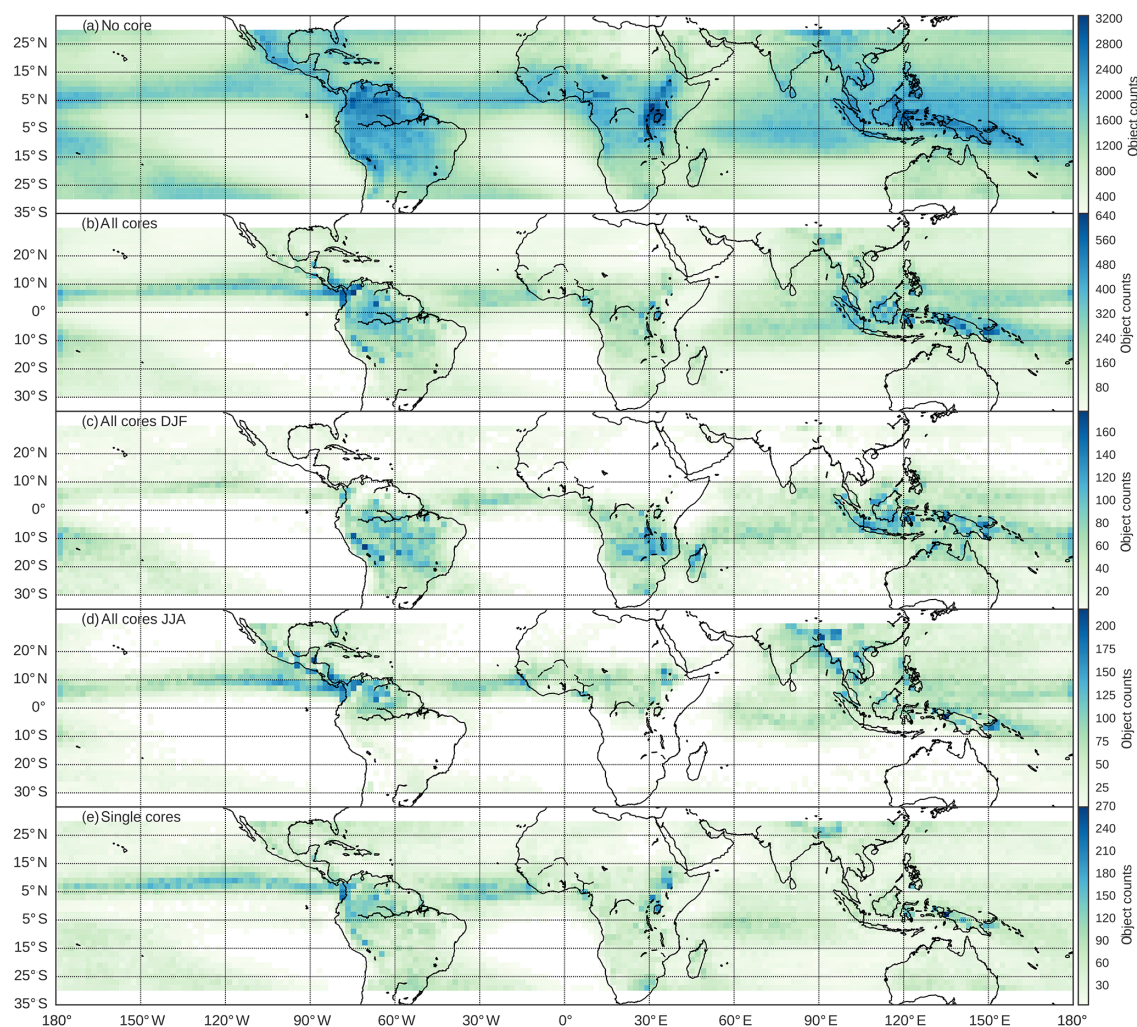 (a) No core
25° N
15° N
5° N
5° S
15° S
25° S
35° S
3200
2800
2400
2000
1600
1200
800
400
Object counts
(b) All cores
20° N
10° N
0°
10° S
20° S
30° S
640
560
480
400
320
240
160
80
Object counts
(c) All cores DJF
20° N
10° N
0°
10° S
20° S
30° S
160
140
120
100
80
60
40
20
Object counts
(d) All cores JJA
20° N
10° N
0°
10° S
20° S
30° S
200
175
150
125
100
75
50
25
Object counts
(e) Single cores
25° N
15° N
5° N
5° S
15° S
25° S
35° S
270
240
210
180
150
120
90
60
30
Object counts
180° 150° W 120° W 90° W 60° W 30° W 0° 30° E 60° E 90° E 120° E 150° E 180°